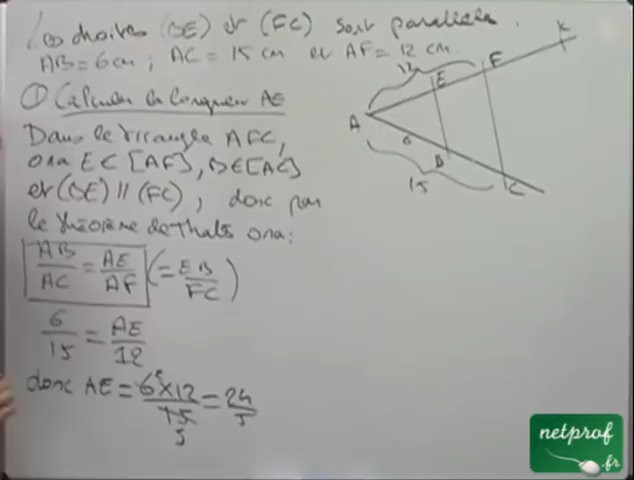 Les droites (BE) et (FC) sont parallèles.
AB = 6 cm ; AC = 15 cm et AF = 12 cm.
① Calculer la longueur AE
Dans le triangle AFC,
on a E ∈ [AF], B ∈ [AC]
et (BE) // (FC), donc par
le théorème de Thalès on a:
AB/AC = AE/AF (= EB/FC)
6/15 = AE/12
donc AE = 6 × 12/15 = 24/5
5
K
12
F
E
A
6
B
15
C
netprof
.fr